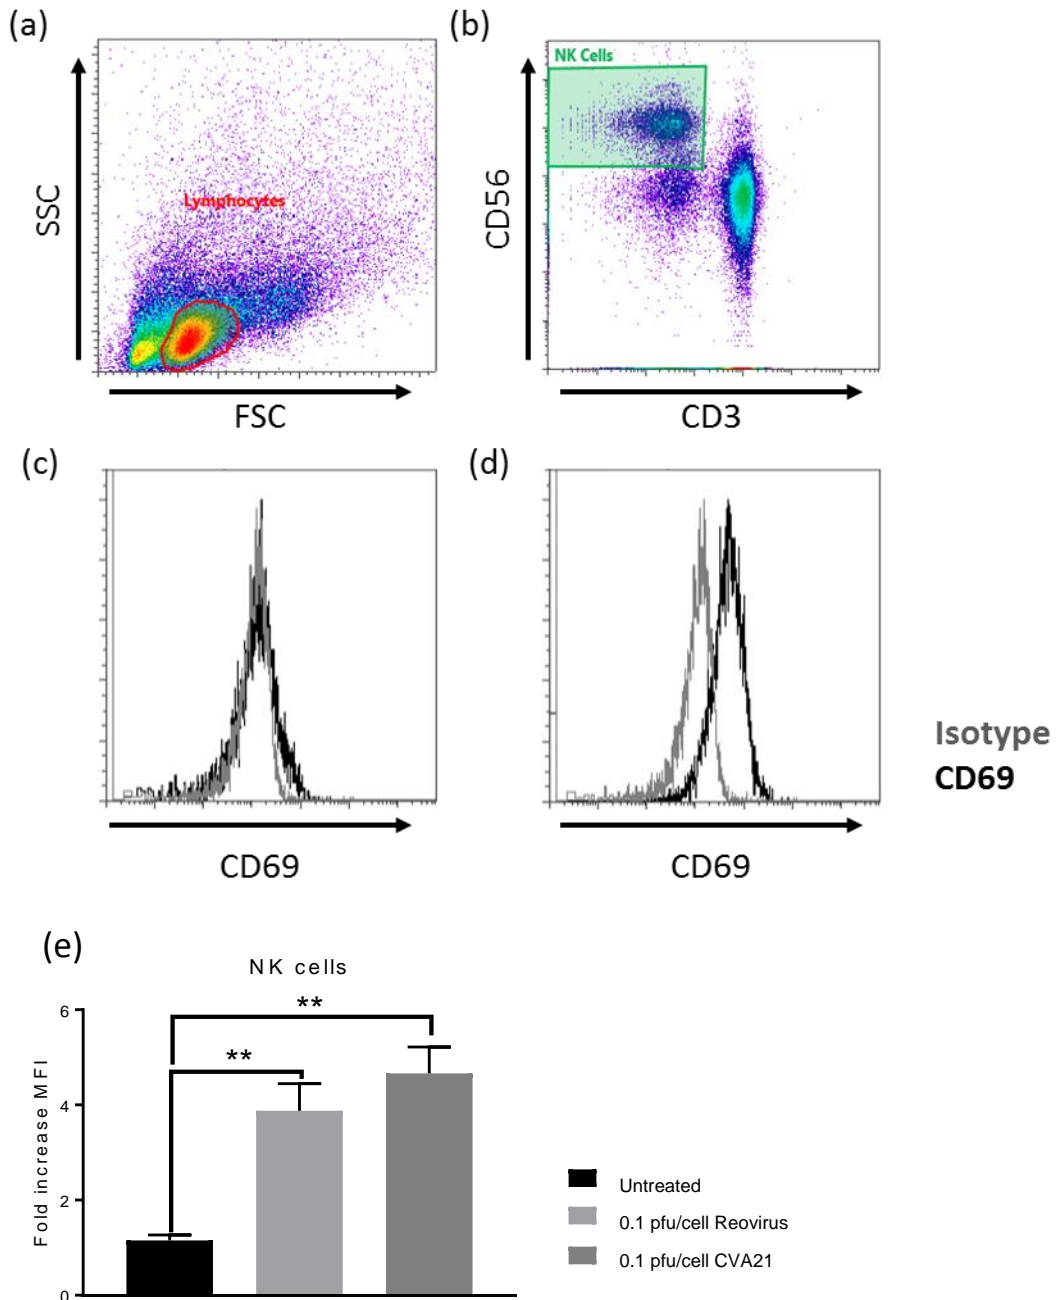 (a)
(b)
NK Cells
Lymphocytes
SSC
CD56
FSC
CD3
(c)
(d)
Isotype
CD69
CD69
CD69
(e)
NK cells
**
**
6
4
2
0
Fold increase MFI
Untreated
0.1 pfu/cell Reovirus
0.1 pfu/cell CVA21